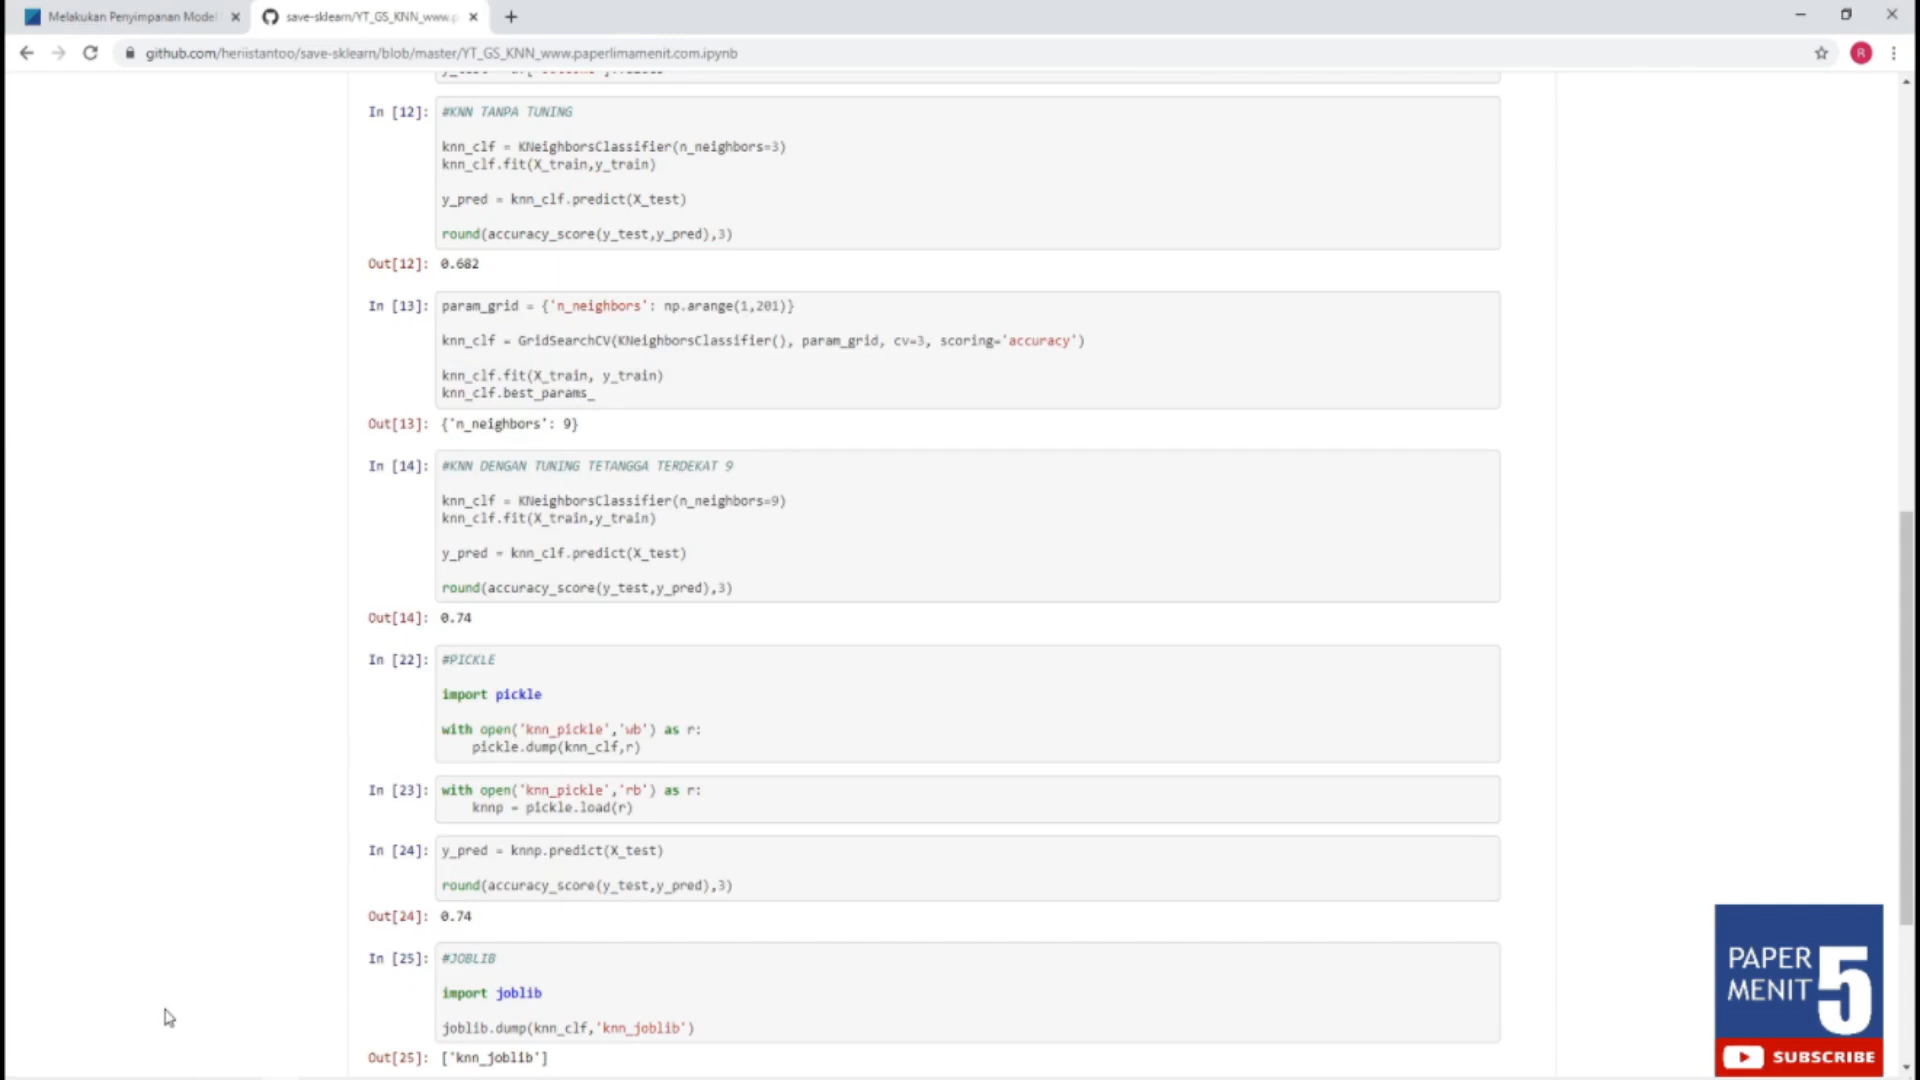 Melakukan Penyimpanan Model
save-sklearn/YT_GS_KNN_www.p
github.com/heriistantoo/save-sklearn/blob/master/YT_GS_KNN_www.paperlimamenit.com.ipynb
R
In [12]: #KNN TANPA TUNING
knn_clf = KNeighborsClassifier(n_neighbors=3)
knn_clf.fit(X_train,y_train)
y_pred = knn_clf.predict(X_test)
round(accuracy_score(y_test,y_pred),3)
Out[12]: 0.682
In [13]: param_grid = {'n_neighbors': np.arange(1,201)}
knn_clf = GridSearchCV(KNeighborsClassifier(), param_grid, cv=3, scoring='accuracy')
knn_clf.fit(X_train, y_train)
knn_clf.best_params_
Out[13]: {'n_neighbors': 9}
In [14]: #KNN DENGAN TUNING TETANGGA TERDEKAT 9
knn_clf = KNeighborsClassifier(n_neighbors=9)
knn_clf.fit(X_train,y_train)
y_pred = knn_clf.predict(X_test)
round(accuracy_score(y_test,y_pred),3)
Out[14]: 0.74
In [22]: #PICKLE
import pickle
with open('knn_pickle','wb') as r:
pickle.dump(knn_clf,r)
In [23]: with open('knn_pickle','rb') as r:
knnp = pickle.load(r)
In [24]: y_pred = knnp.predict(X_test)
round(accuracy_score(y_test,y_pred),3)
Out[24]: 0.74
In [25]: #JOBLIB
import joblib
joblib.dump(knn_clf,'knn_joblib')
Out[25]: ['knn_joblib']
PAPER
MENIT 5
SUBSCRIBE